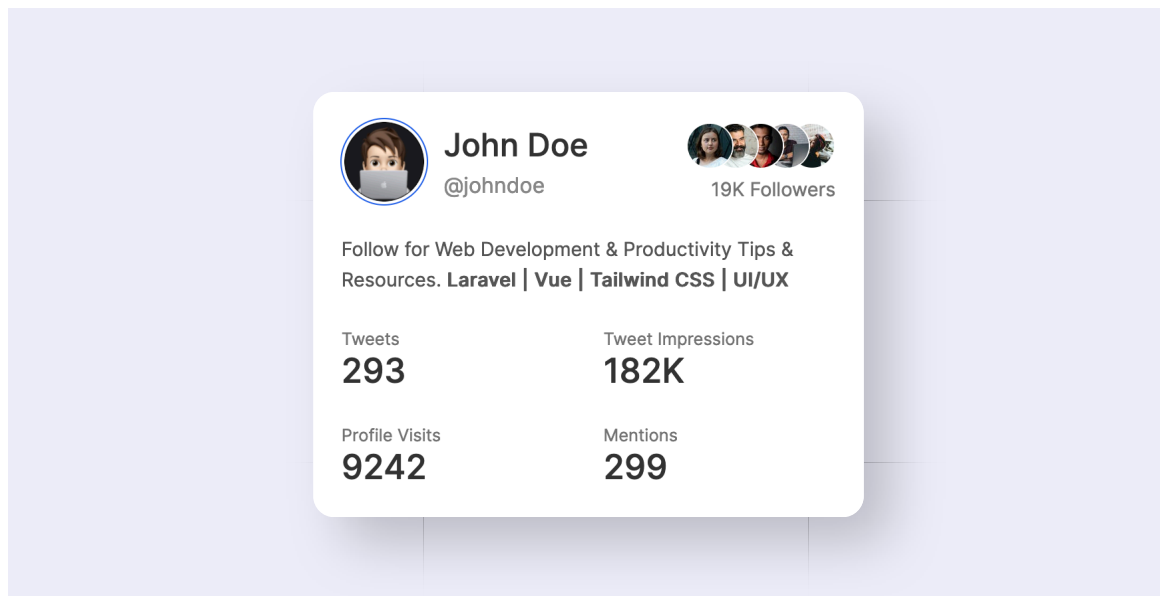 John Doe
@johndoe
19K Followers
Follow for Web Development & Productivity Tips &
Resources. Laravel | Vue | Tailwind CSS | UI/UX
Tweets
293
Tweet Impressions
182K
Profile Visits
9242
Mentions
299